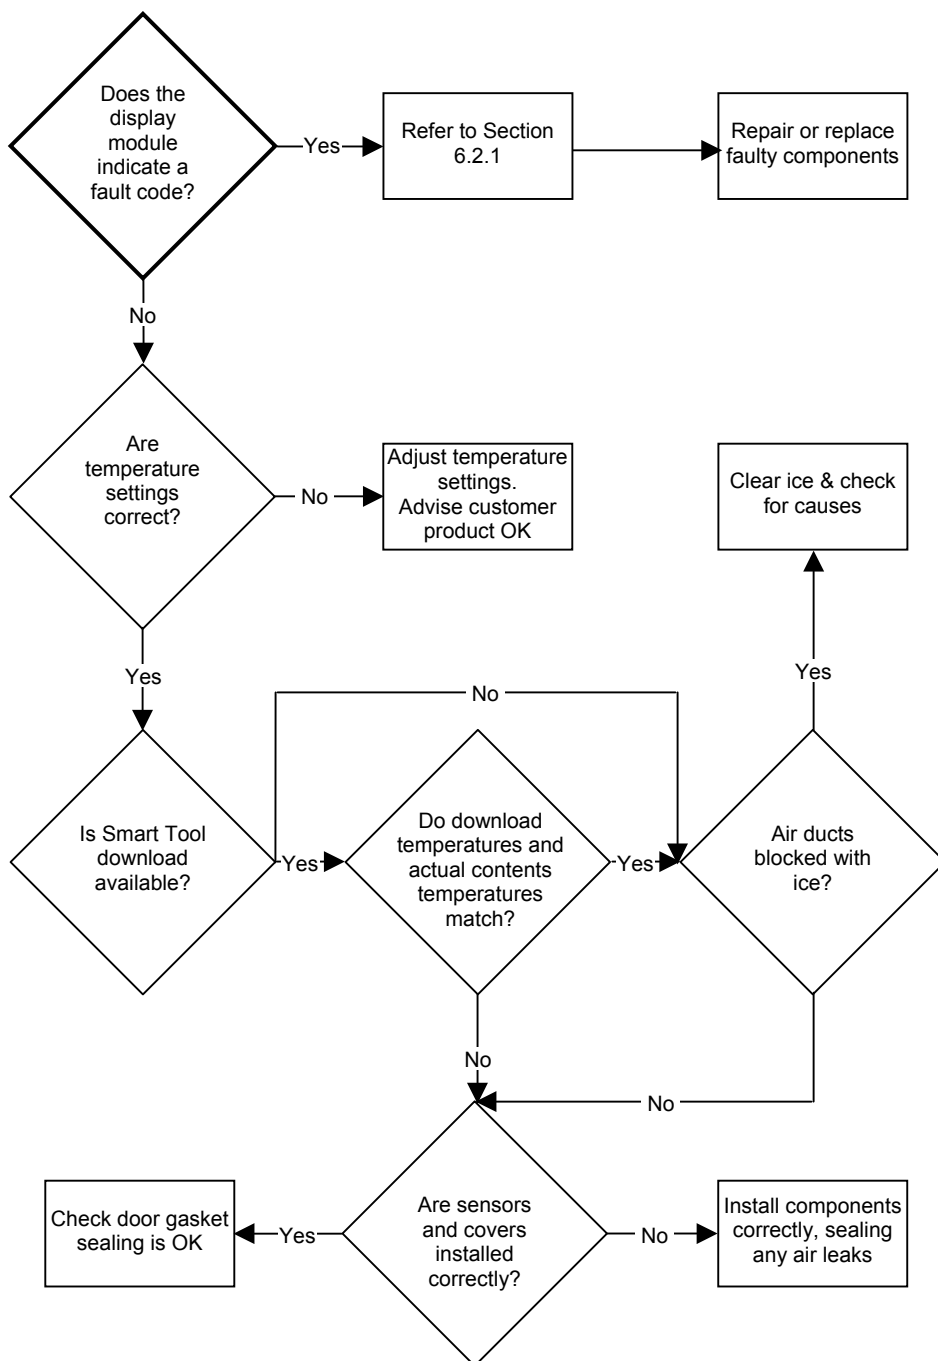 Does the
display
module
indicate a
fault code?
Yes
Refer to Section
6.2.1
Repair or replace
faulty components
No
Are
temperature
settings
correct?
No
Adjust temperature
settings.
Advise customer
product OK
Clear ice & check
for causes
Yes
Yes
No
Is Smart Tool
download
available?
Yes
Do download
temperatures and
actual contents
temperatures
match?
Yes
Air ducts
blocked with
ice?
No
No
Check door gasket
sealing is OK
Yes
Are sensors
and covers
installed
correctly?
No
Install components
correctly, sealing
any air leaks